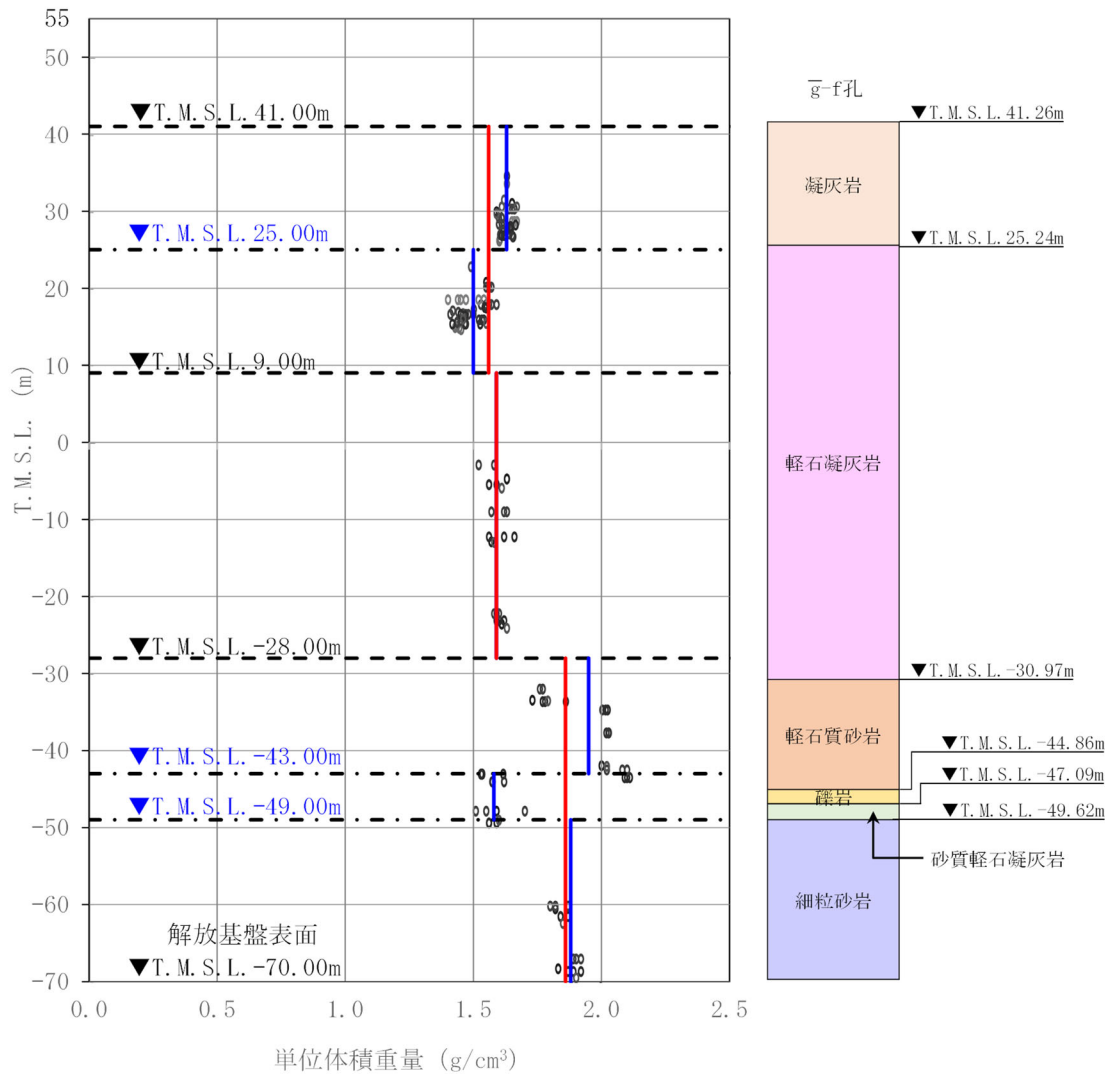 55
50
40
30
20
10
0
-10
-20
-30
-40
-50
-60
-70
T.M.S.L. (m)
▼T.M.S.L.41.00m
▼T.M.S.L.25.00m
▼T.M.S.L.9.00m
▼T.M.S.L.-28.00m
▼T.M.S.L.-43.00m
▼T.M.S.L.-49.00m
解放基盤表面
▼T.M.S.L.-70.00m
0.0 0.5 1.0 1.5 2.0 2.5
単位体積重量 (g/cm³)
g̅-f孔
▼T.M.S.L.41.26m
凝灰岩
▼T.M.S.L.25.24m
軽石凝灰岩
▼T.M.S.L.-30.97m
軽石質砂岩
▼T.M.S.L.-44.86m
礫岩
▼T.M.S.L.-47.09m
▼T.M.S.L.-49.62m
砂質軽石凝灰岩
細粒砂岩